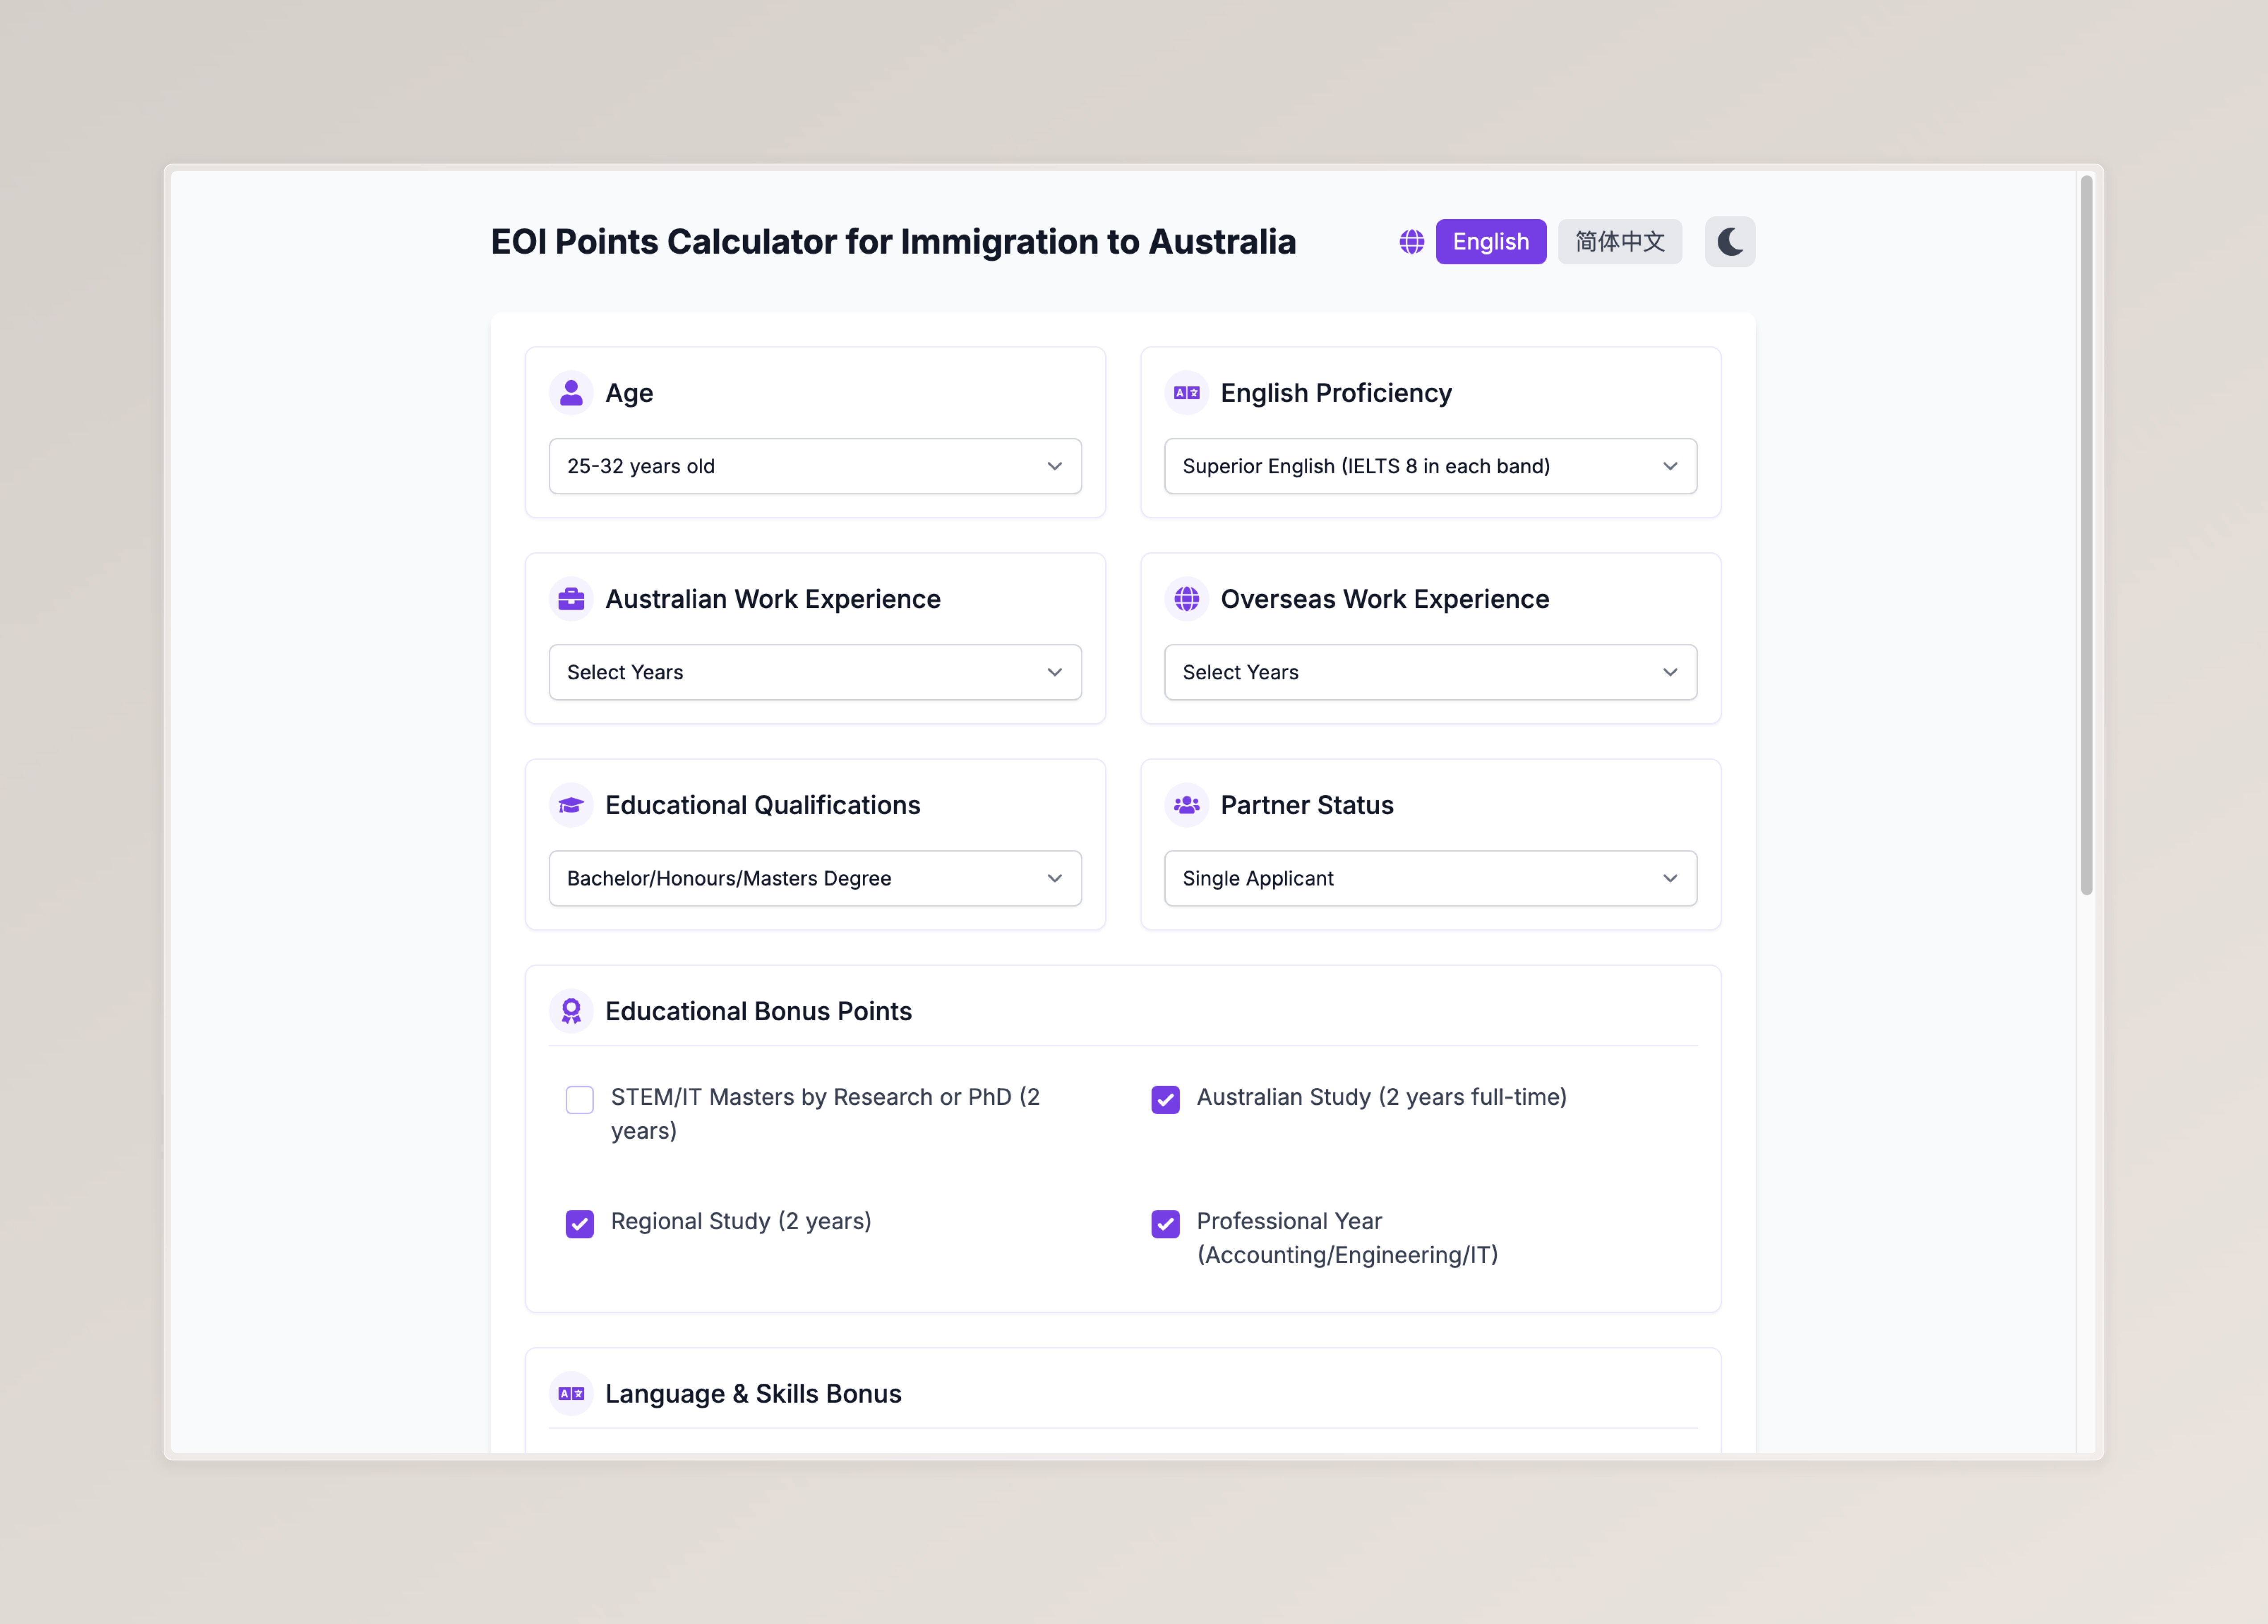 EOI Points Calculator for Immigration to Australia
English
简体中文
Age
25-32 years old
English Proficiency
Superior English (IELTS 8 in each band)
Australian Work Experience
Select Years
Overseas Work Experience
Select Years
Educational Qualifications
Bachelor/Honours/Masters Degree
Partner Status
Single Applicant
Educational Bonus Points
STEM/IT Masters by Research or PhD (2
years)
Australian Study (2 years full-time)
Regional Study (2 years)
Professional Year
(Accounting/Engineering/IT)
Language & Skills Bonus